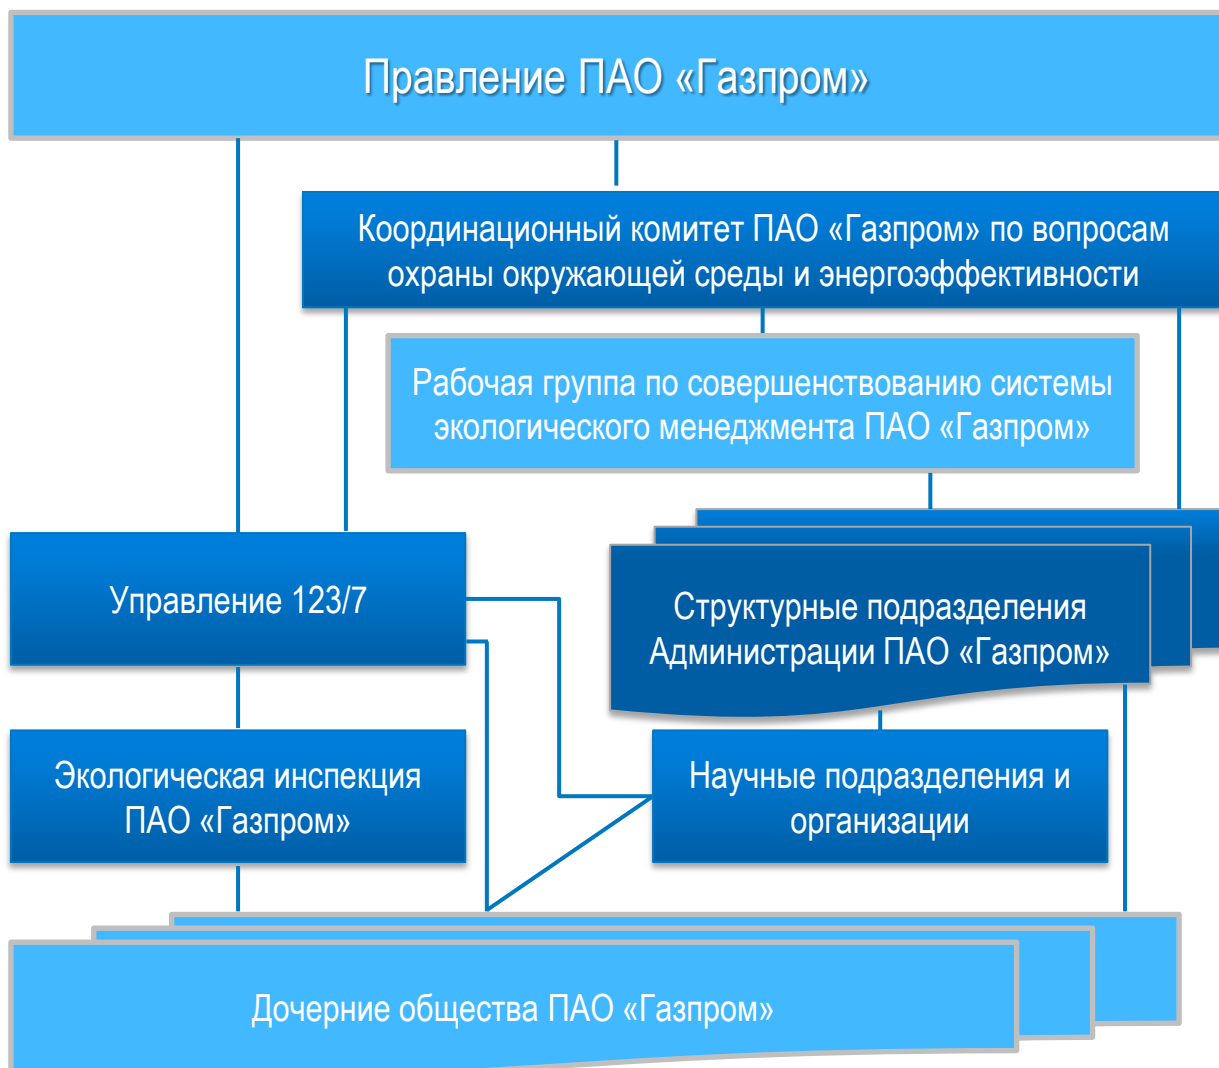 Правление ПАО «Газпром»
Координационный комитет ПАО «Газпром» по вопросам
охраны окружающей среды и энергоэффективности
Рабочая группа по совершенствованию системы
экологического менеджмента ПАО «Газпром»
Управление 123/7
Структурные подразделения
Администрации ПАО «Газпром»
Экологическая инспекция
ПАО «Газпром»
Научные подразделения и
организации
Дочерние общества ПАО «Газпром»